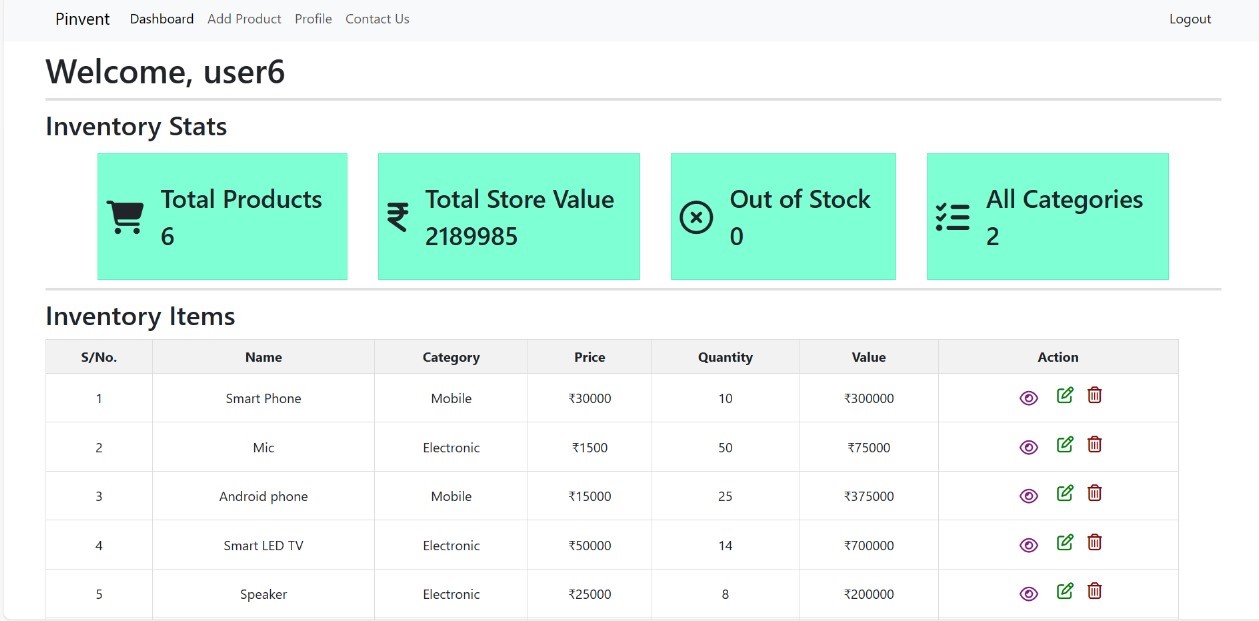 Pinvent Dashboard Add Product Profile Contact Us Logout
Welcome, user6
Inventory Stats
Total Products
6
Total Store Value
2189985
Out of Stock
0
All Categories
2
Inventory Items
S/No. Name Category Price Quantity Value Action
1 Smart Phone Mobile ₹30000 10 ₹300000
2 Mic Electronic ₹1500 50 ₹75000
3 Android phone Mobile ₹15000 25 ₹375000
4 Smart LED TV Electronic ₹50000 14 ₹700000
5 Speaker Electronic ₹25000 8 ₹200000